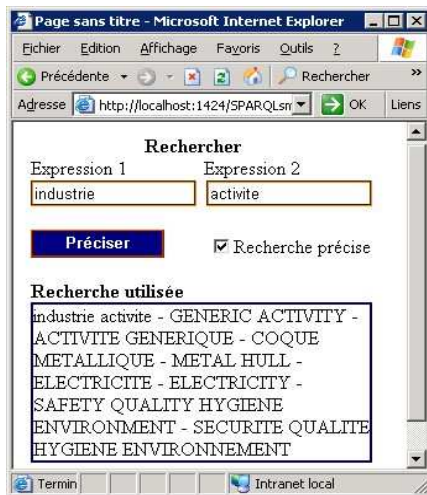 Page sans titre - Microsoft Internet Explorer
Fichier Edition Affichage Favoris Outils ?
Précédente Rechercher »
Adresse http://localhost:1424/SPARQLsm OK Liens
Rechercher
Expression 1 Expression 2
industrie activite
Préciser Recherche précise
Recherche utilisée
industrie activite - GENERIC ACTIVITY -
ACTIVITE GENERIQUE - COQUE
METALLIQUE - METAL HULL -
ELECTRICITE - ELECTRICITY -
SAFETY QUALITY HYGIENE
ENVIRONMENT - SECURITE QUALITE
HYGIENE ENVIRONNEMENT
Termin Intranet local